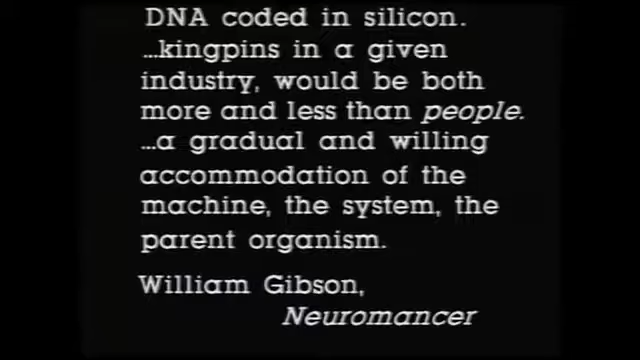 DNA coded in silicon.
...kingpins in a given
industry, would be both
more and less than people.
...a gradual and willing
accommodation of the
machine, the system, the
parent organism.
William Gibson,
Neuromancer